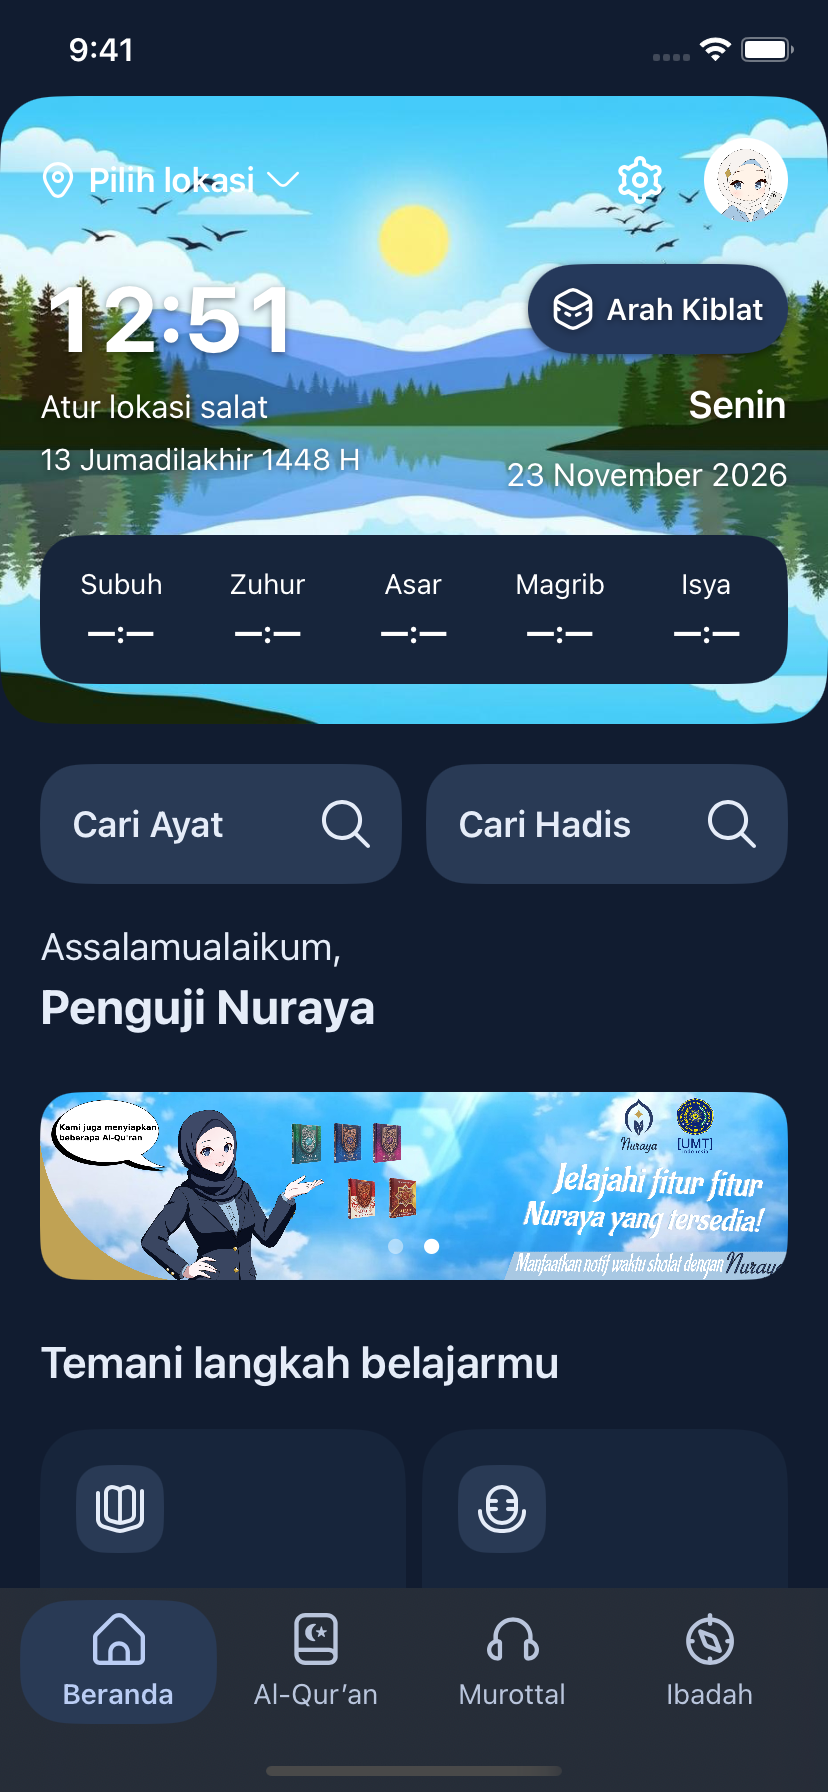 9:41
Pilih lokasi
12:51
Arah Kiblat
Atur lokasi salat
Senin
13 Jumadilakhir 1448 H
23 November 2026
Subuh Zuhur Asar Magrib Isya
—:— —:— —:— —:— —:—
Cari Ayat
Cari Hadis
Assalamualaikum,
Penguji Nuraya
Kami juga menyiapkan
beberapa Al-Qu'ran
Nuraya
[UMT]
Indonesia
Jelajahi fitur fitur
Nuraya yang tersedia!
Manfaatkan notif waktu sholat dengan Nuraya
Temani langkah belajarmu
Beranda Al-Qur’an Murottal Ibadah